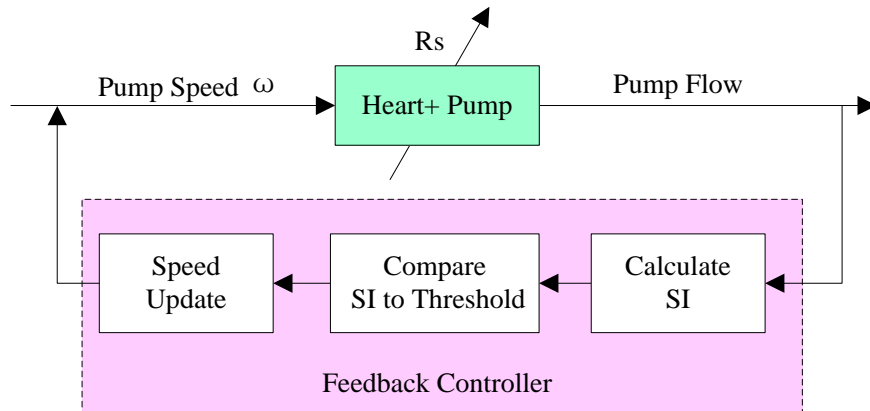 Rs
Pump Speed ω
Heart+ Pump
Pump Flow
Speed
Update
Compare
SI to Threshold
Calculate
SI
Feedback Controller